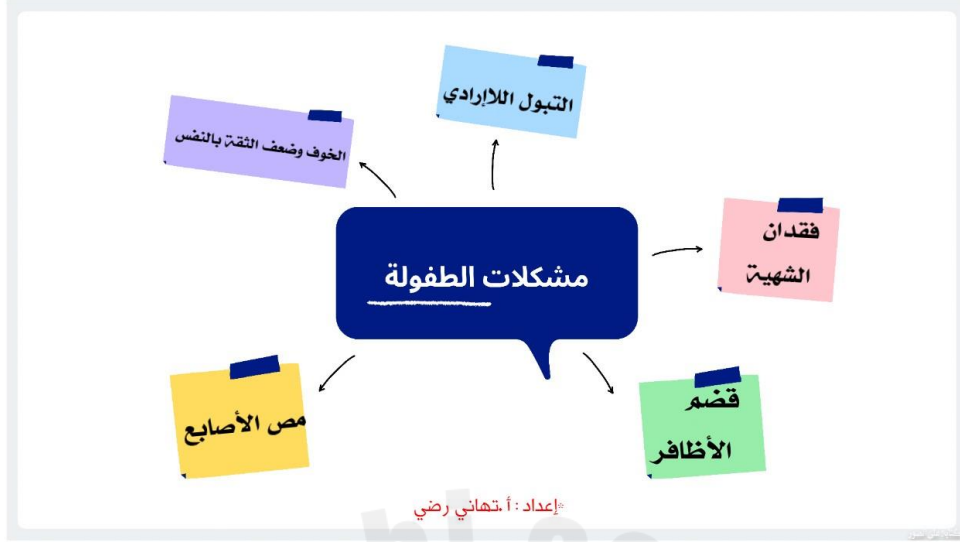 مشكلات الطفولة
التبول اللاإرادي
الخوف وضعف الثقة بالنفس
فقدان
الشهية
قضم
الأظافر
مص الأصابع
*إعداد : أ .تهاني رضي